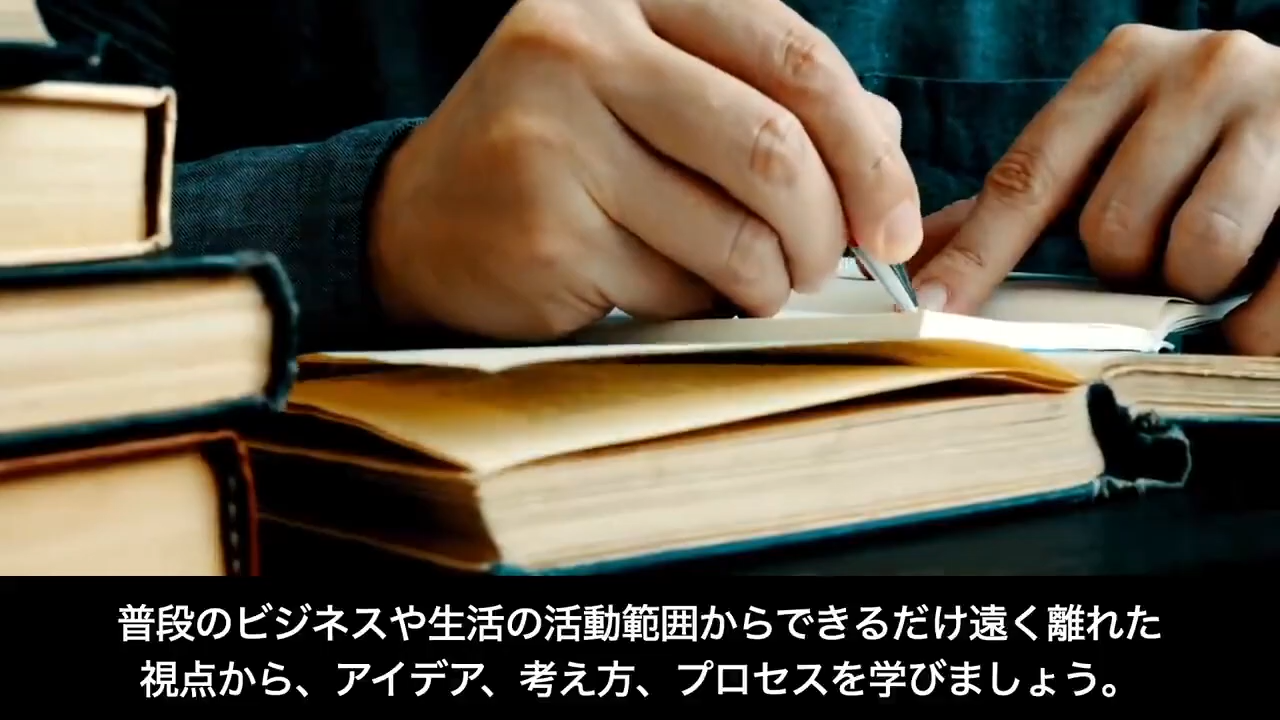 普段のビジネスや生活の活動範囲からできるだけ遠く離れた
視点から、アイデア、考え方、プロセスを学びましょう。